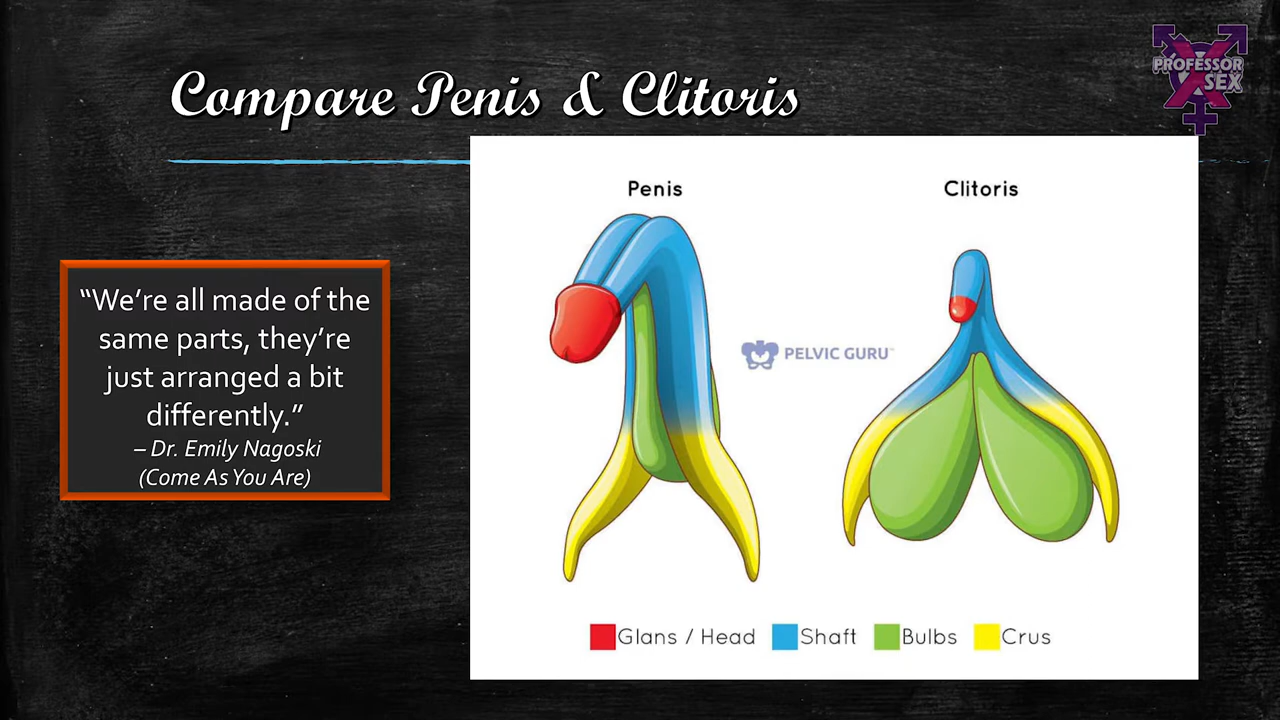 Compare Penis & Clitoris
PROFESSOR
SEX
“We’re all made of the
same parts, they’re
just arranged a bit
differently.”
– Dr. Emily Nagoski
(Come As You Are)
Penis
Clitoris
PELVIC GURU™
Glans / Head
Shaft
Bulbs
Crus